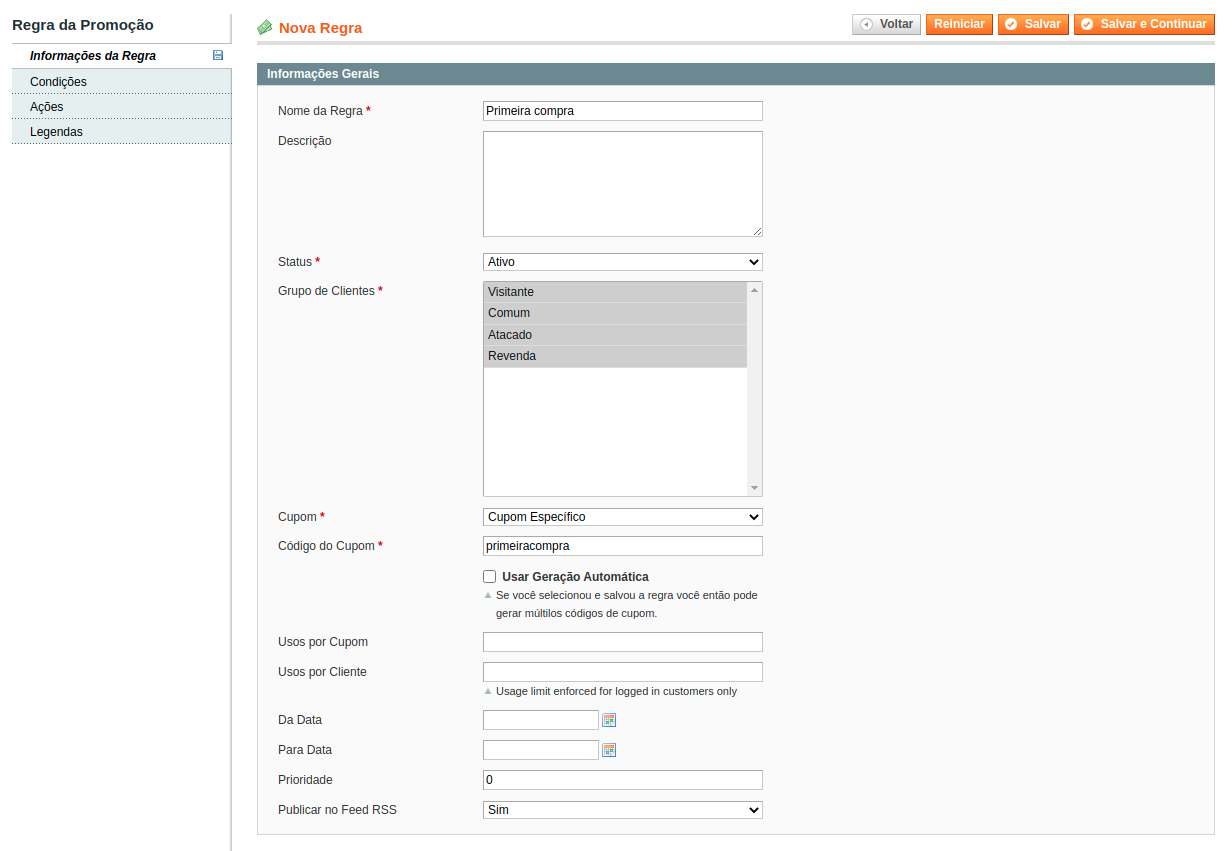 Regra da Promoção
Informações da Regra
Condições
Ações
Legendas
Nova Regra
Voltar
Reiniciar
Salvar
Salvar e Continuar
Informações Gerais
Nome da Regra *
Primeira compra
Descrição
Status *
Ativo
Grupo de Clientes *
Visitante
Comum
Atacado
Revenda
Cupom *
Cupom Específico
Código do Cupom *
primeiracompra
Usar Geração Automática
Se você selecionou e salvou a regra você então pode
gerar múltilos códigos de cupom.
Usos por Cupom
Usos por Cliente
Usage limit enforced for logged in customers only
Da Data
Para Data
Prioridade
0
Publicar no Feed RSS
Sim